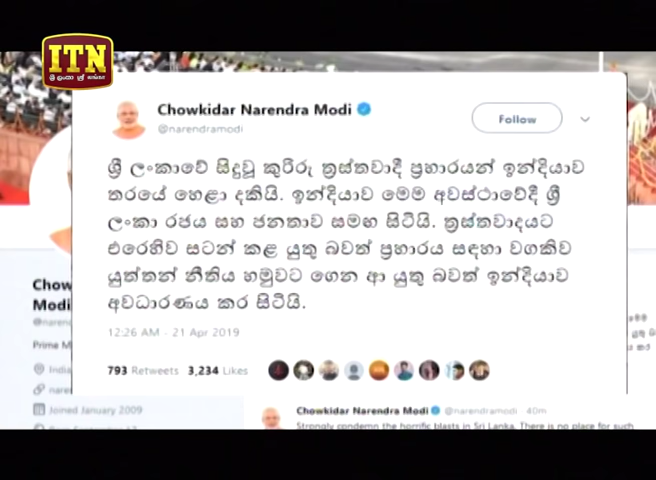 ITN
ශ්‍රී ලංකාවේ සිදුවූ කුරිරු ත්‍රස්තවාදී ප්‍රහාරයන් ඉන්දියාව
තරයේ හෙළා දකියි. ඉන්දියාව මෙම අවස්ථාවේදී ශ්‍රී
ලංකා රජය සහ ජනතාව සමඟ සිටියි. ත්‍රස්තවාදයට
එරෙහිව සටන් කළ යුතු බවත් ප්‍රහාරය සඳහා වගකිව
යුත්තන් නීතිය හමුවට ගෙන ආ යුතු බවත් ඉන්දියාව
අවධාරණය කර සිටියි.
Chowkidar Narendra Modi
@narendramodi
Follow
12:26 AM - 21 Apr 2019
793 Retweets 3,234 Likes
Chow
Modi
Prime M
India
Joined January 2009
Chowkidar Narendra Modi @narendramodi 40m
Strongly condemn the horrific blasts in Sri Lanka. There is no place for such